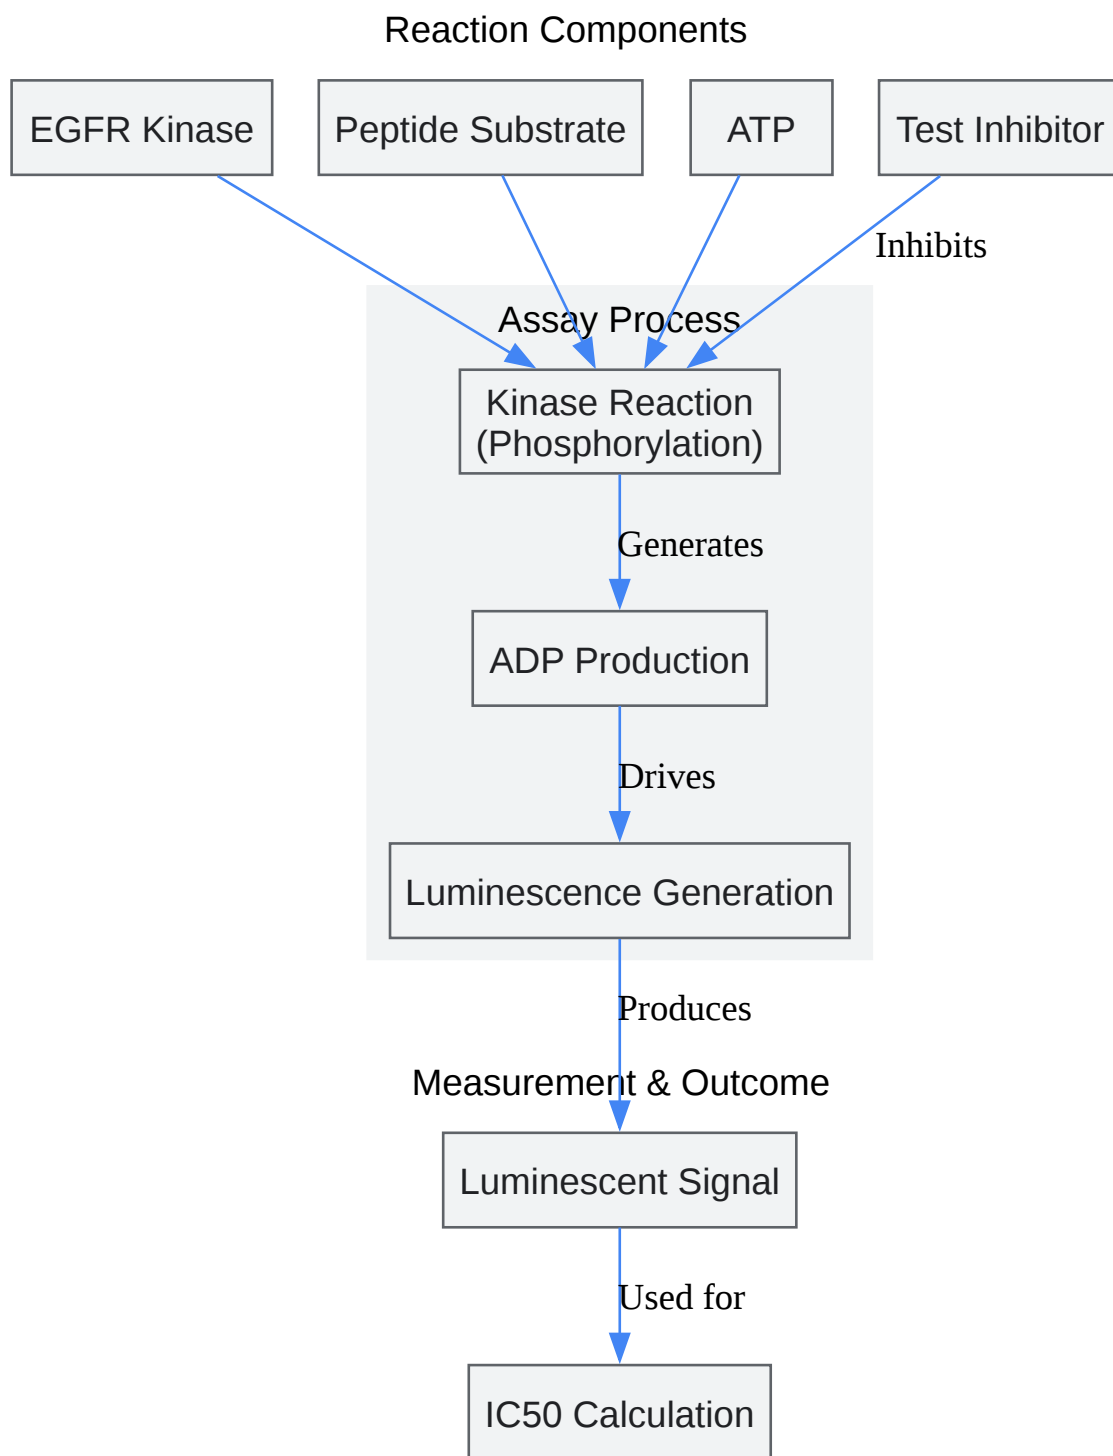 Reaction Components
EGFR Kinase
Peptide Substrate
ATP
Test Inhibitor
Inhibits
Assay Process
Kinase Reaction
(Phosphorylation)
Generates
ADP Production
Drives
Luminescence Generation
Produces
Measurement & Outcome
Luminescent Signal
Used for
IC50 Calculation